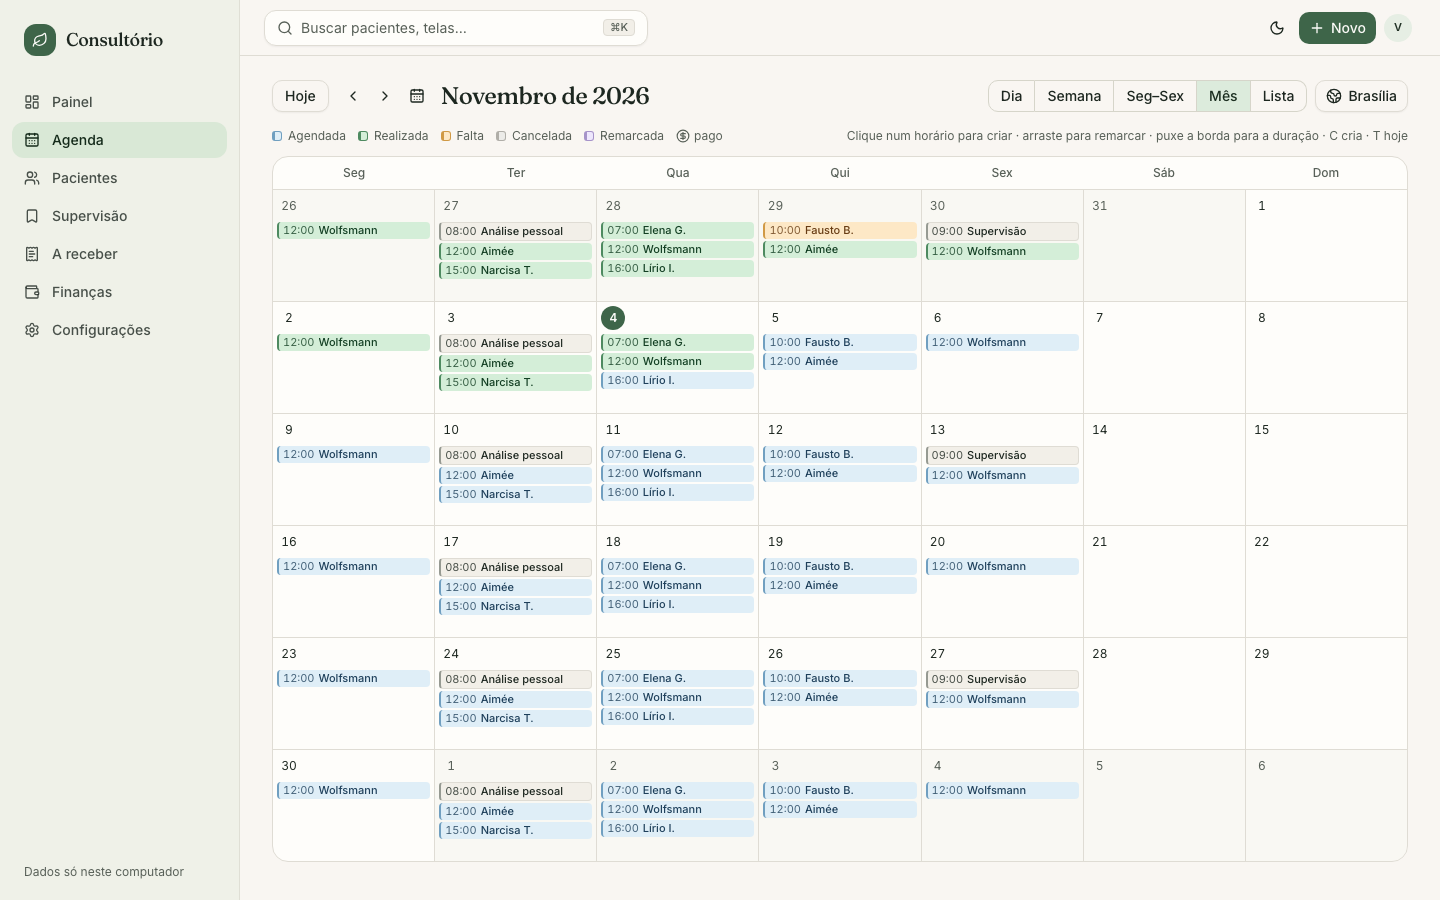 Consultório
Buscar pacientes, telas... ⌘K
Novo V
Painel
Agenda
Pacientes
Supervisão
A receber
Finanças
Configurações
Dados só neste computador
Hoje Novembro de 2026 Dia Semana Seg–Sex Mês Lista Brasília
Agendada Realizada Falta Cancelada Remarcada pago Clique num horário para criar · arraste para remarcar · puxe a borda para a duração · C cria · T hoje
Seg Ter Qua Qui Sex Sáb Dom
26 27 28 29 30 31 1
12:00 Wolfsmann 08:00 Análise pessoal 07:00 Elena G. 10:00 Fausto B. 09:00 Supervisão
12:00 Aimée 12:00 Wolfsmann 12:00 Aimée 12:00 Wolfsmann
15:00 Narcisa T. 16:00 Lírio I.
2 3 4 5 6 7 8
12:00 Wolfsmann 08:00 Análise pessoal 07:00 Elena G. 10:00 Fausto B. 12:00 Wolfsmann
12:00 Aimée 12:00 Wolfsmann 12:00 Aimée
15:00 Narcisa T. 16:00 Lírio I.
9 10 11 12 13 14 15
12:00 Wolfsmann 08:00 Análise pessoal 07:00 Elena G. 10:00 Fausto B. 09:00 Supervisão
12:00 Aimée 12:00 Wolfsmann 12:00 Aimée 12:00 Wolfsmann
15:00 Narcisa T. 16:00 Lírio I.
16 17 18 19 20 21 22
12:00 Wolfsmann 08:00 Análise pessoal 07:00 Elena G. 10:00 Fausto B. 12:00 Wolfsmann
12:00 Aimée 12:00 Wolfsmann 12:00 Aimée
15:00 Narcisa T. 16:00 Lírio I.
23 24 25 26 27 28 29
12:00 Wolfsmann 08:00 Análise pessoal 07:00 Elena G. 10:00 Fausto B. 09:00 Supervisão
12:00 Aimée 12:00 Wolfsmann 12:00 Aimée 12:00 Wolfsmann
15:00 Narcisa T. 16:00 Lírio I.
30 1 2 3 4 5 6
12:00 Wolfsmann 08:00 Análise pessoal 07:00 Elena G. 10:00 Fausto B. 12:00 Wolfsmann
12:00 Aimée 12:00 Wolfsmann 12:00 Aimée
15:00 Narcisa T. 16:00 Lírio I.